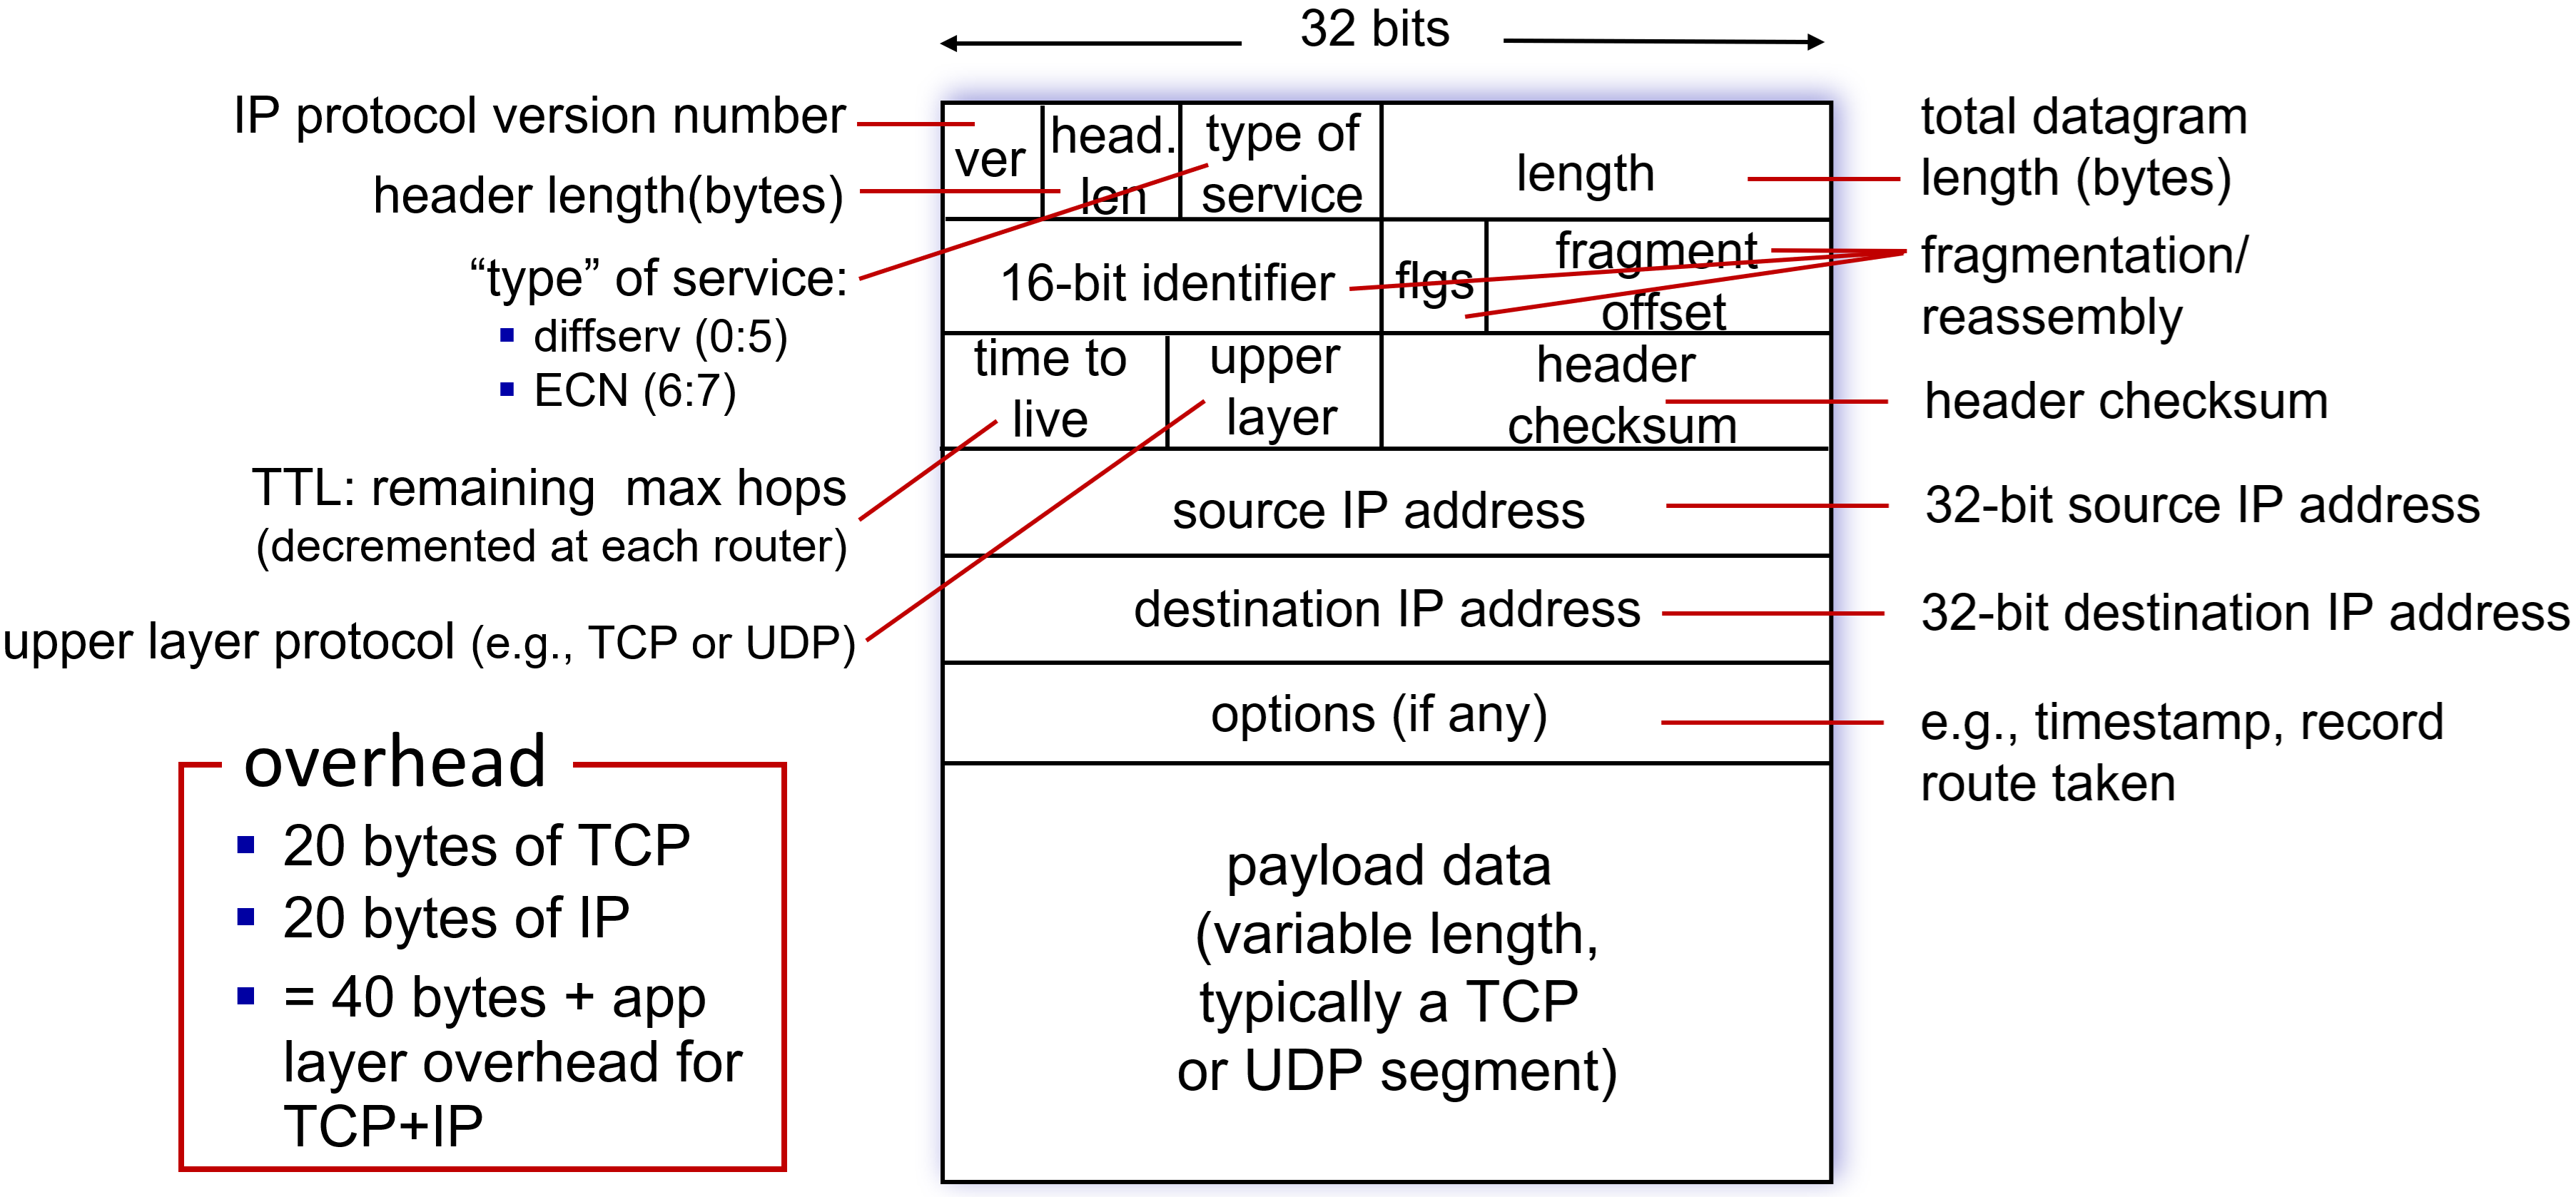 32 bits
IP protocol version number
header length(bytes)
“type” of service:
▪ diffserv (0:5)
▪ ECN (6:7)
TTL: remaining  max hops
(decremented at each router)
upper layer protocol (e.g., TCP or UDP)
overhead
▪ 20 bytes of TCP
▪ 20 bytes of IP
▪ = 40 bytes + app
layer overhead for
TCP+IP
ver
head.
len
type of
service
length
16-bit identifier
flgs
fragment
offset
time to
live
upper
layer
header
checksum
source IP address
destination IP address
options (if any)
payload data
(variable length,
typically a TCP
or UDP segment)
total datagram
length (bytes)
fragmentation/
reassembly
header checksum
32-bit source IP address
32-bit destination IP address
e.g., timestamp, record
route taken